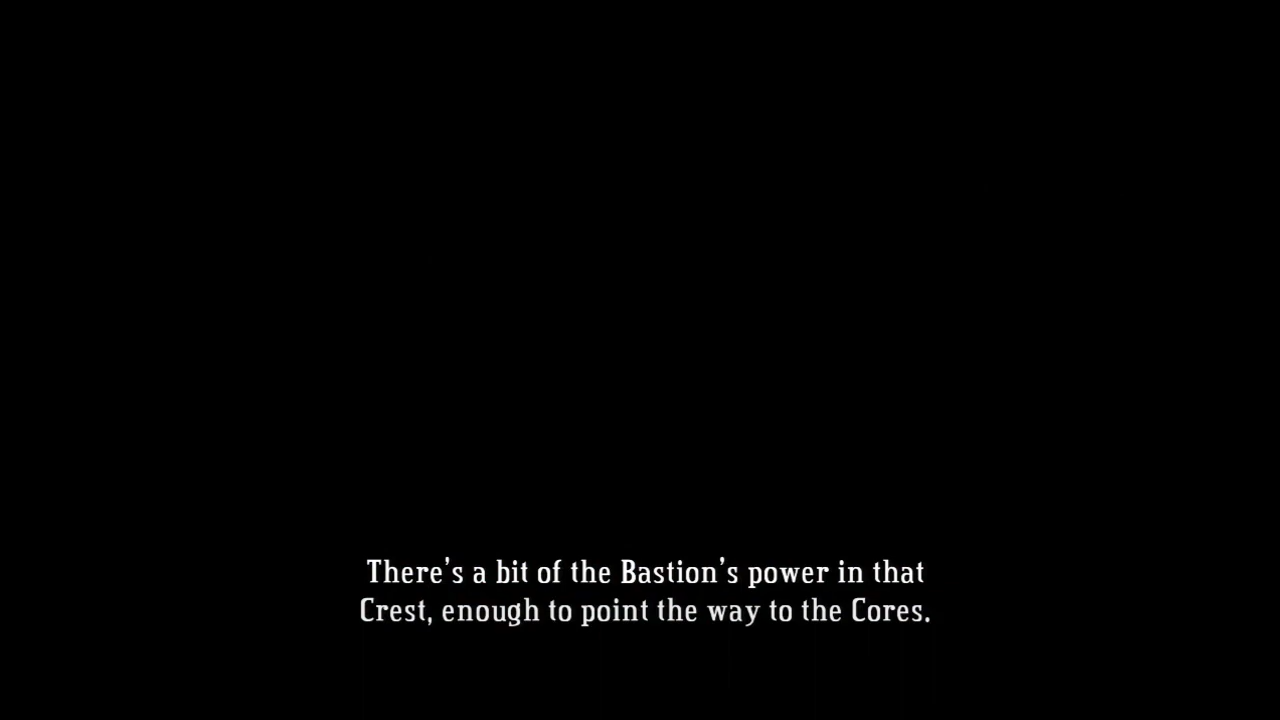 There's a bit of the Bastion's power in that
Crest, enough to point the way to the Cores.